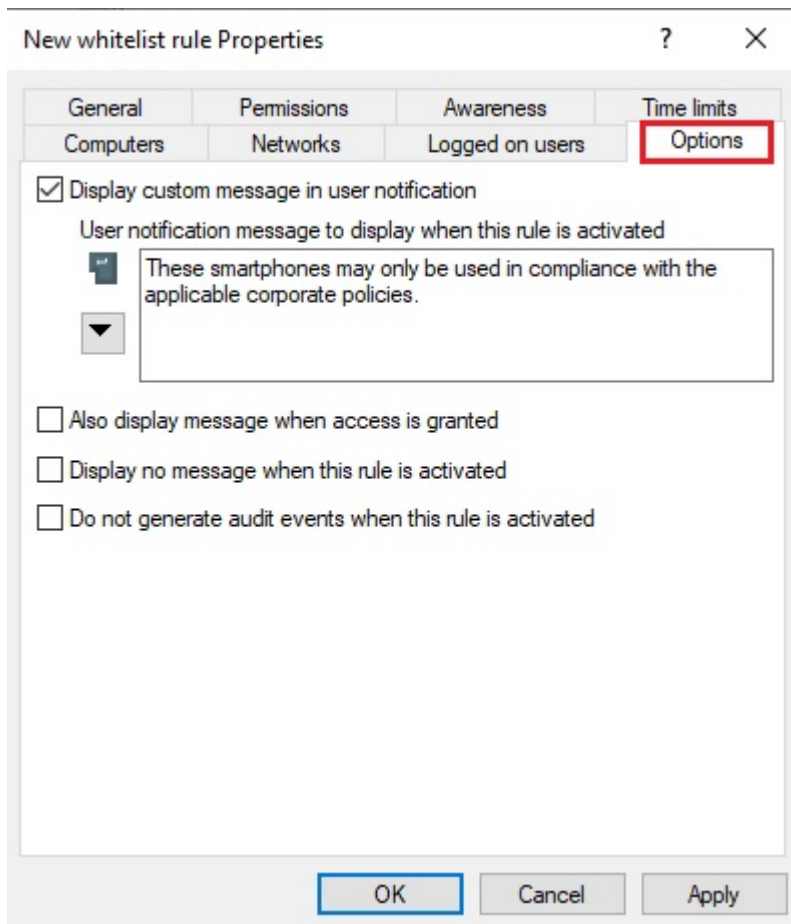 New whitelist rule Properties ? ×
General Permissions Awareness Time limits
Computers Networks Logged on users Options
Display custom message in user notification
User notification message to display when this rule is activated
These smartphones may only be used in compliance with the
applicable corporate policies.
Also display message when access is granted
Display no message when this rule is activated
Do not generate audit events when this rule is activated
OK Cancel Apply